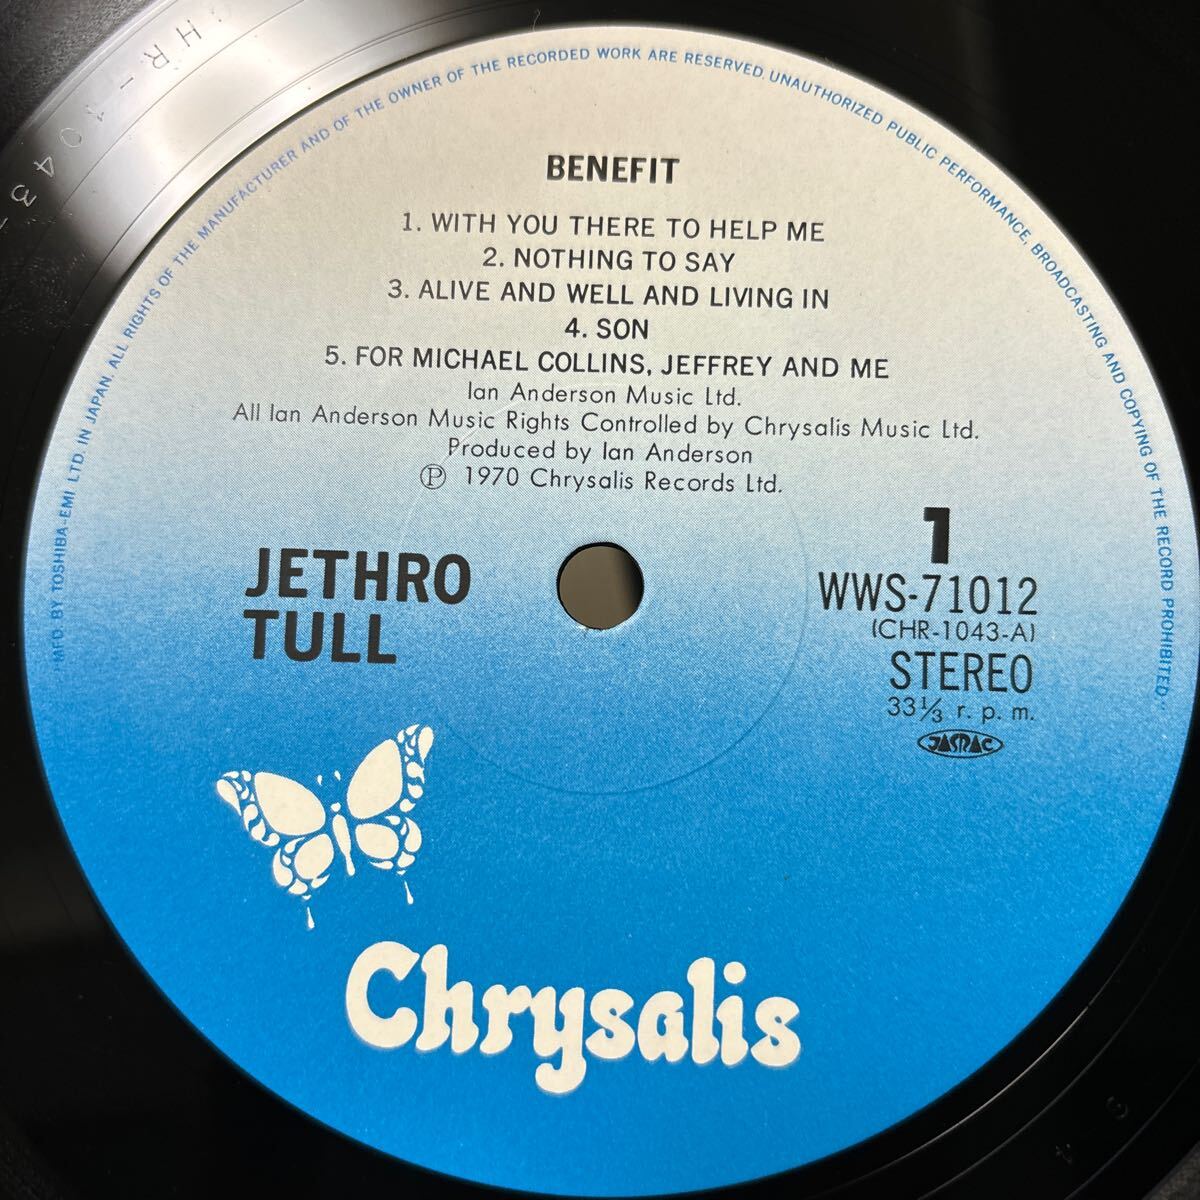 HR-1043-
·MFD. BY TOSHIBA-EMI LTD. IN JAPAN. ALL RIGHTS OF THE MANUFACTURER AND OF THE OWNER OF THE RECORDED WORK ARE RESERVED. UNAUTHORIZED PUBLIC PERFORMANCE, BROADCASTING AND COPYING OF THE RECORD PROHIBITED.·
BENEFIT
1. WITH YOU THERE TO HELP ME
2. NOTHING TO SAY
3. ALIVE AND WELL AND LIVING IN
4. SON
5. FOR MICHAEL COLLINS, JEFFREY AND ME
Ian Anderson Music Ltd.
All Ian Anderson Music Rights Controlled by Chrysalis Music Ltd.
Produced by Ian Anderson
Ⓟ 1970 Chrysalis Records Ltd.
JETHRO
TULL
1
WWS-71012
(CHR-1043-A)
STEREO
33⅓ r. p. m.
JASRAC
Chrysalis